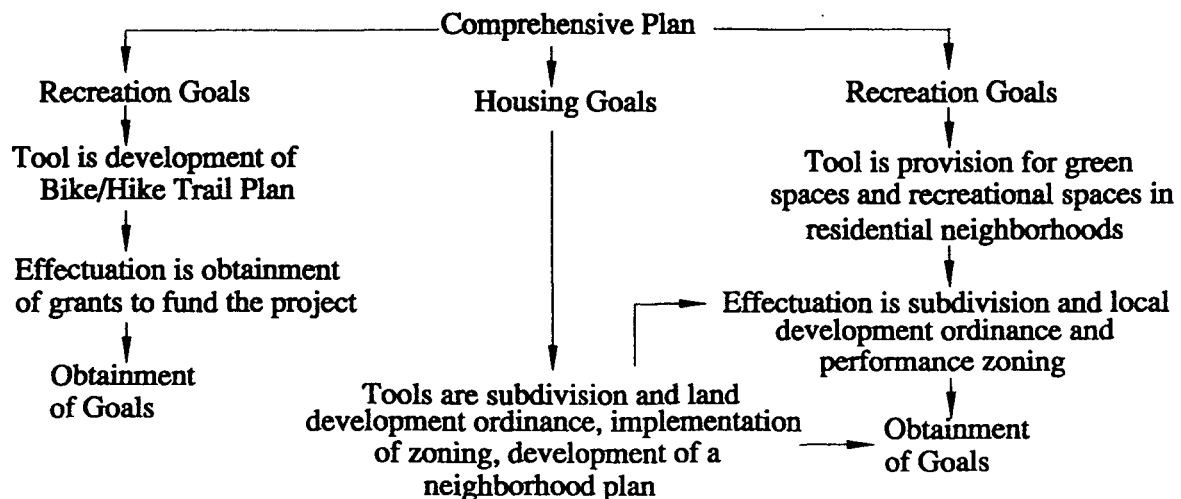 Comprehensive Plan
Recreation Goals
Tool is development of
Bike/Hike Trail Plan
Effectuation is obtainment
of grants to fund the project
Obtainment
of Goals
Housing Goals
Tools are subdivision and land
development ordinance, implementation
of zoning, development of a
neighborhood plan
Recreation Goals
Tool is provision for green
spaces and recreational spaces in
residential neighborhoods
Effectuation is subdivision and local
development ordinance and
performance zoning
Obtainment
of Goals